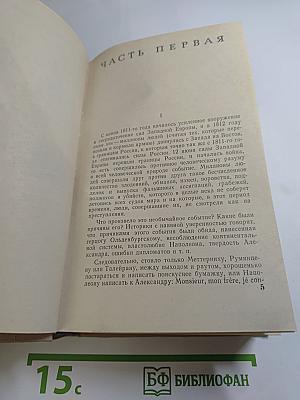 ЧАСТЬ ПЕРВАЯ
I
С конца 1811-го года началось усиленное вооружение
и сосредоточение сил Западной Европы, и в 1812 году
силы эти — миллионы людей (считая тех, которые пере-
возили и кормили армию) двинулись с Запада на Восток,
к границам России, к которым точно так же с 1811-го го-
да стягивались силы России. 12 июня силы Западной
Европы перешли границы России, и началась война,
то есть совершилось противное человеческому разуму
и всей человеческой природе событие. Миллионы лю-
дей совершали друг против друга такое бесчисленное
количество злодеяний, обманов, измен, воровства, под-
делок и выпуска фальшивых ассигнаций, грабежей,
поджогов и убийств, которого в целые века не соберет
летопись всех судов мира и на которые, в этот период
времени, люди, совершавшие их, не смотрели как на
преступления.
Что произвело это необычайное событие? Какие были
причины его? Историки с наивной уверенностью говорят,
что причинами этого события были обида, нанесенная
герцогу Ольденбургскому, несоблюдение континенталь-
ной системы, властолюбие Наполеона, твердость Алек-
сандра, ошибки дипломатов и т. п.
Следовательно, стоило только Меттерниху, Румянце-
ву или Талейрану, между выходом и раутом, хорошенько
постараться и написать поискуснее бумажку, или Напо-
леону написать к Александру: Monsieur, mon frère, je con-
5
15с
БФ БИБЛИОФАН